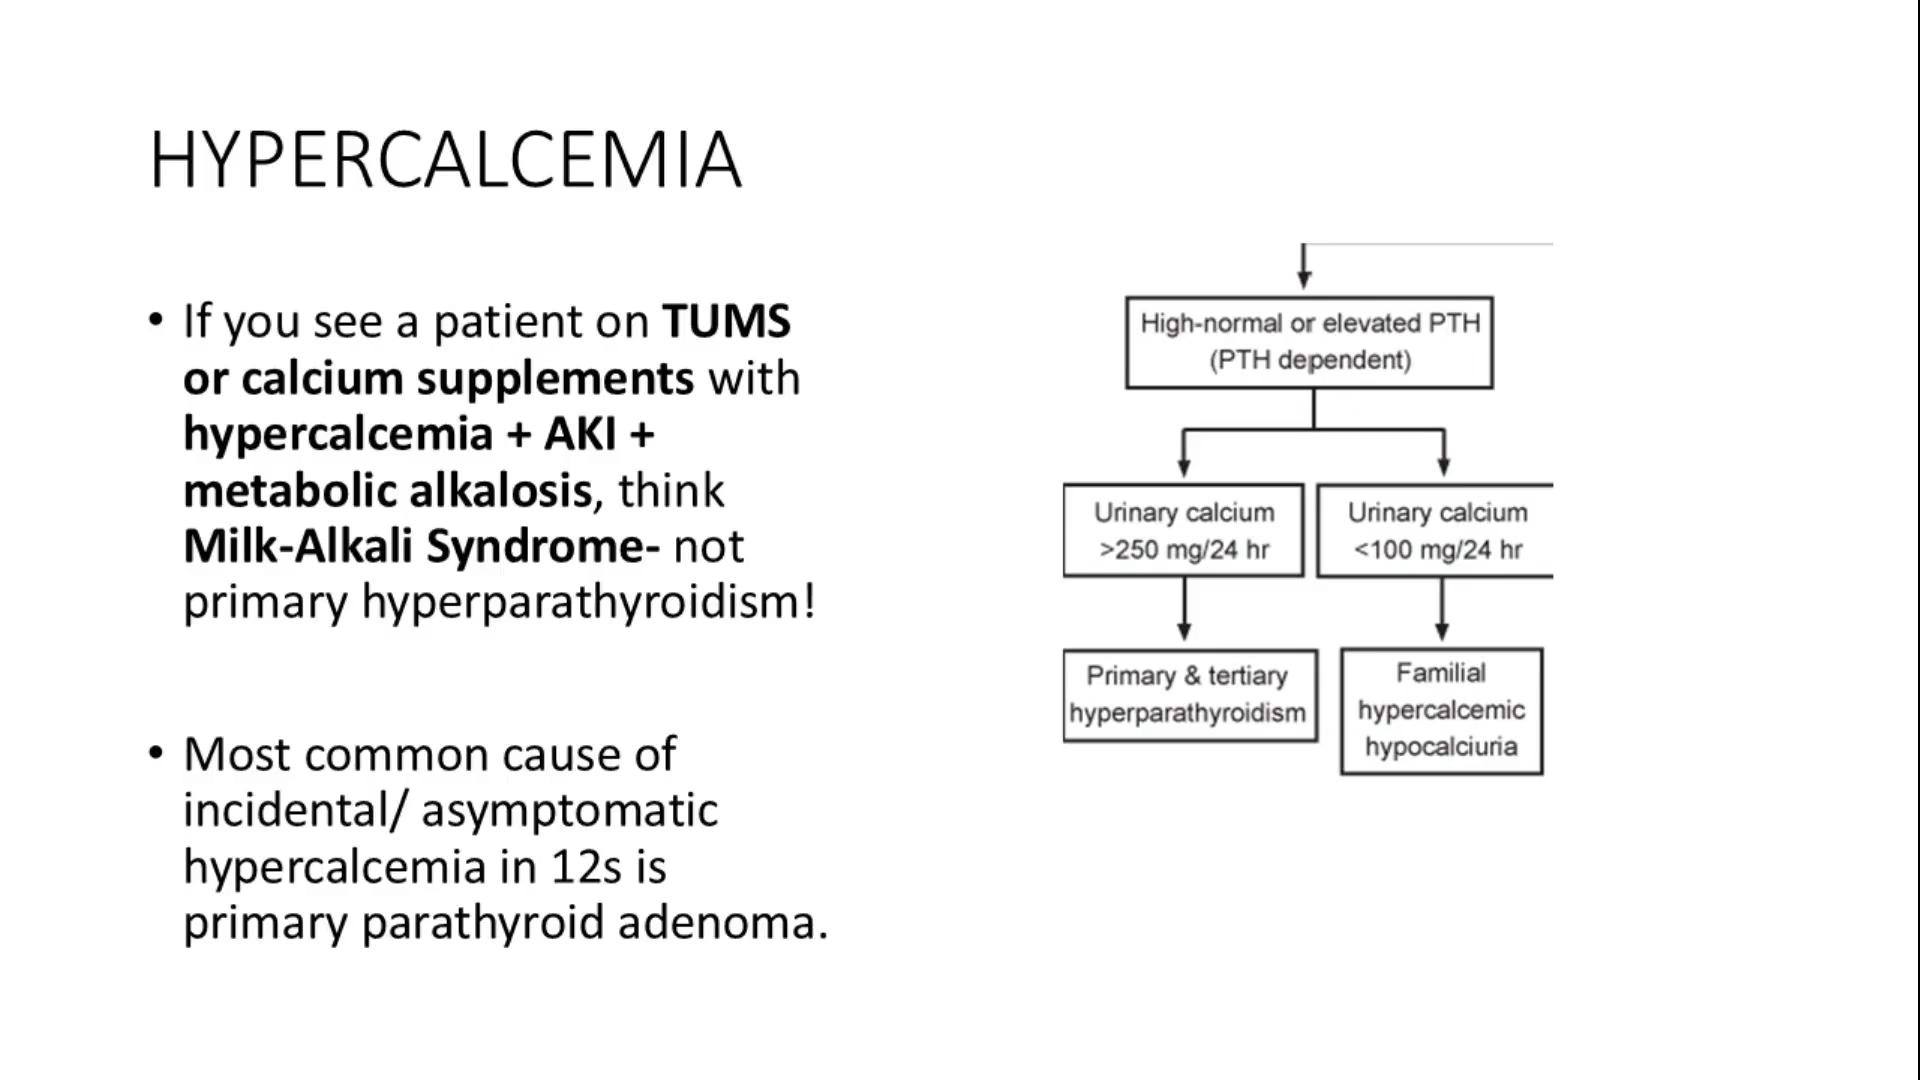 HYPERCALCEMIA
• If you see a patient on TUMS
or calcium supplements with
hypercalcemia + AKI +
metabolic alkalosis, think
Milk-Alkali Syndrome- not
primary hyperparathyroidism!
• Most common cause of
incidental/ asymptomatic
hypercalcemia in 12s is
primary parathyroid adenoma.
High-normal or elevated PTH
(PTH dependent)
Urinary calcium
>250 mg/24 hr
Urinary calcium
<100 mg/24 hr
Primary & tertiary
hyperparathyroidism
Familial
hypercalcemic
hypocalciuria